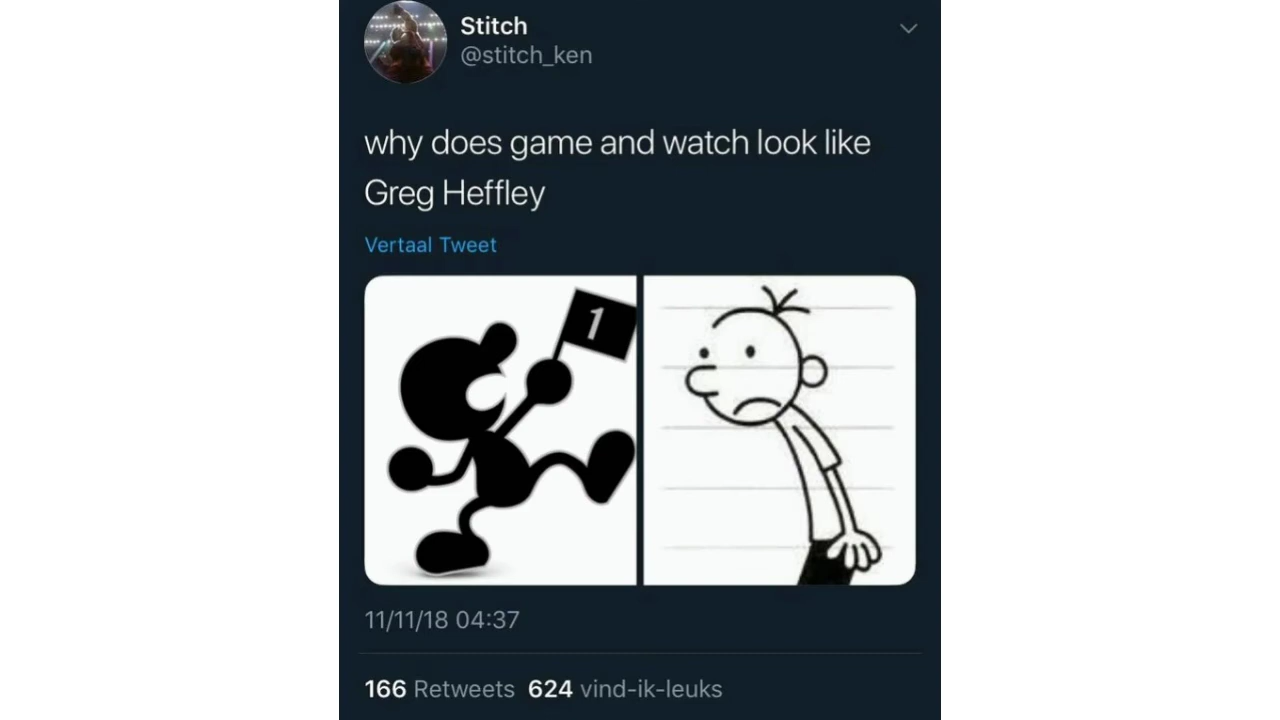 Stitch
@stitch_ken
why does game and watch look like
Greg Heffley
Vertaal Tweet
1
11/11/18 04:37
166 Retweets 624 vind-ik-leuks